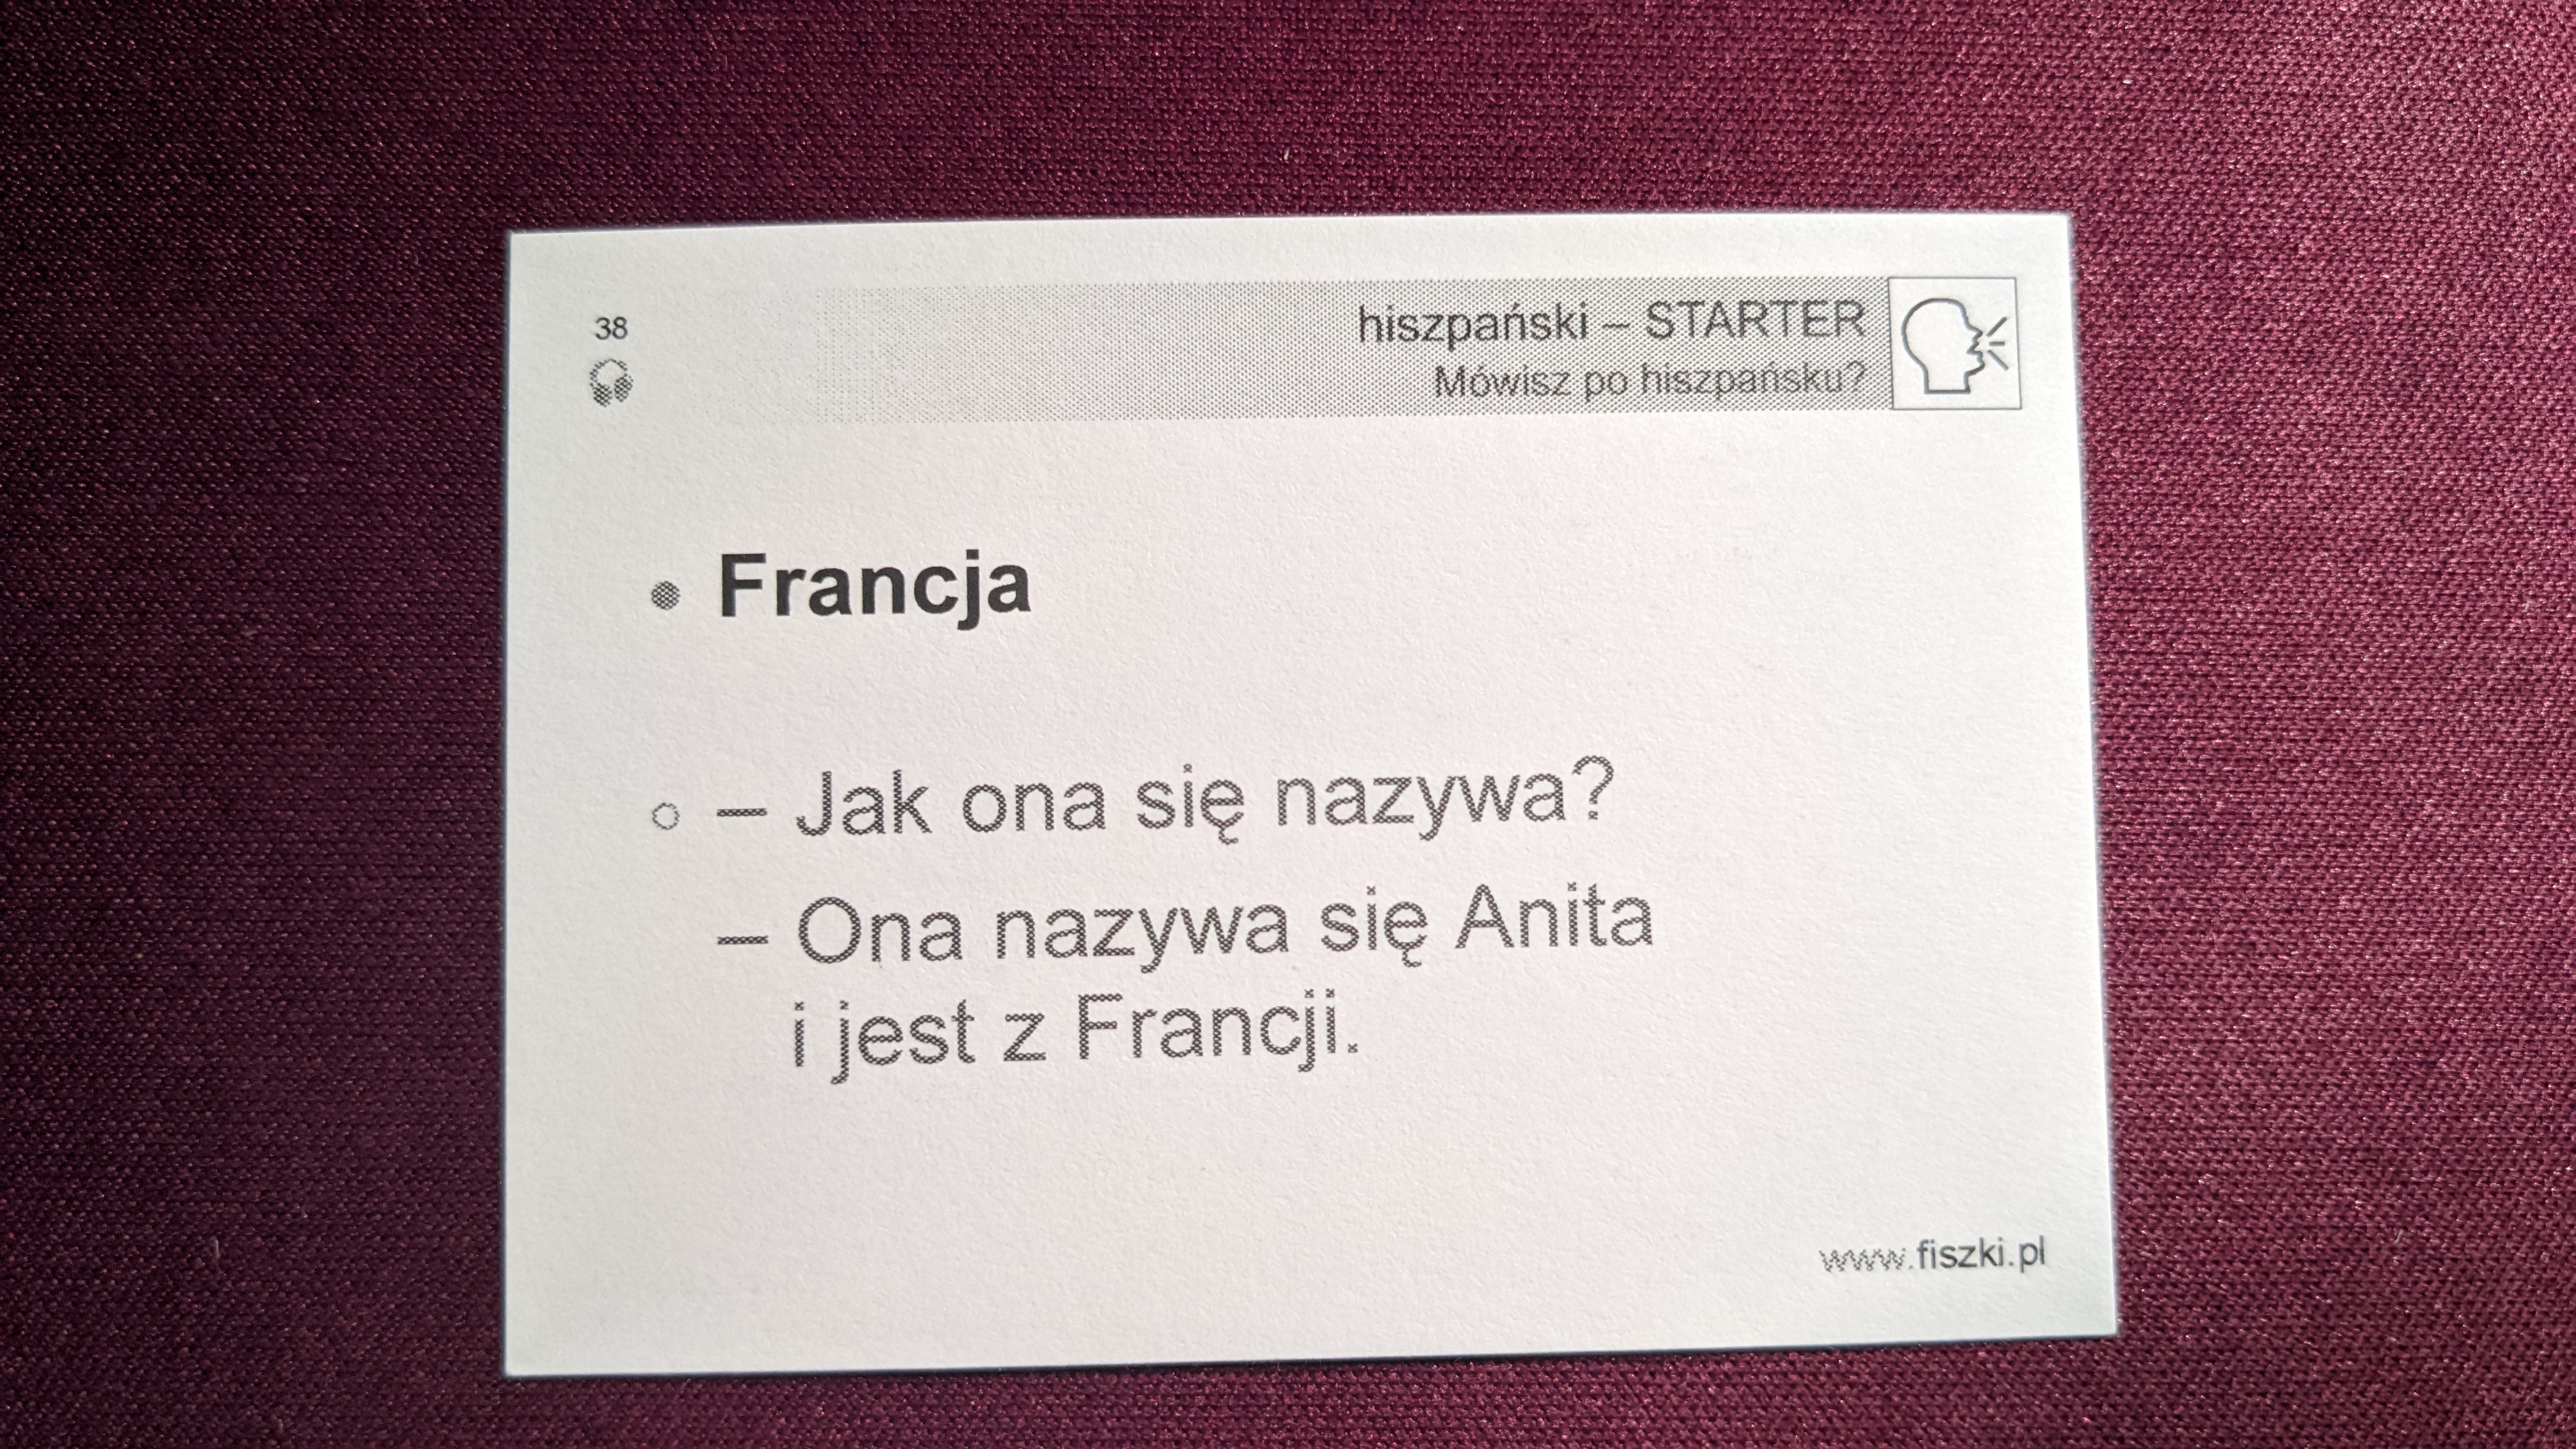 38
hiszpański – STARTER
Mówisz po hiszpańsku?
• Francja
○ – Jak ona się nazywa?
– Ona nazywa się Anita
i jest z Francji.
www.fiszki.pl